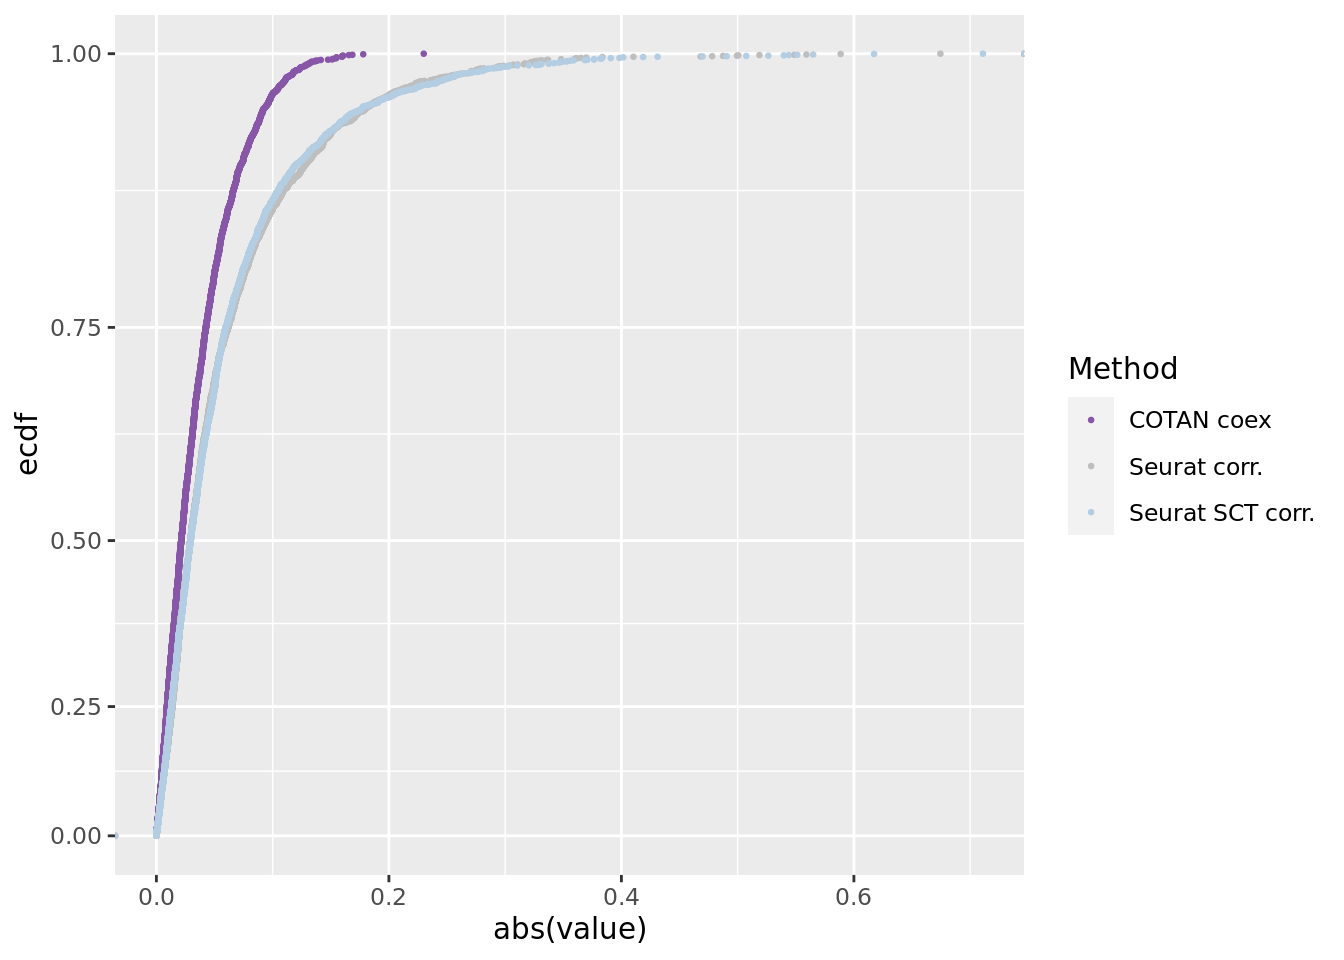 1.00
0.75
0.50
0.25
0.00
ecdf
0.0 0.2 0.4 0.6
abs(value)
Method
COTAN coex
Seurat corr.
Seurat SCT corr.